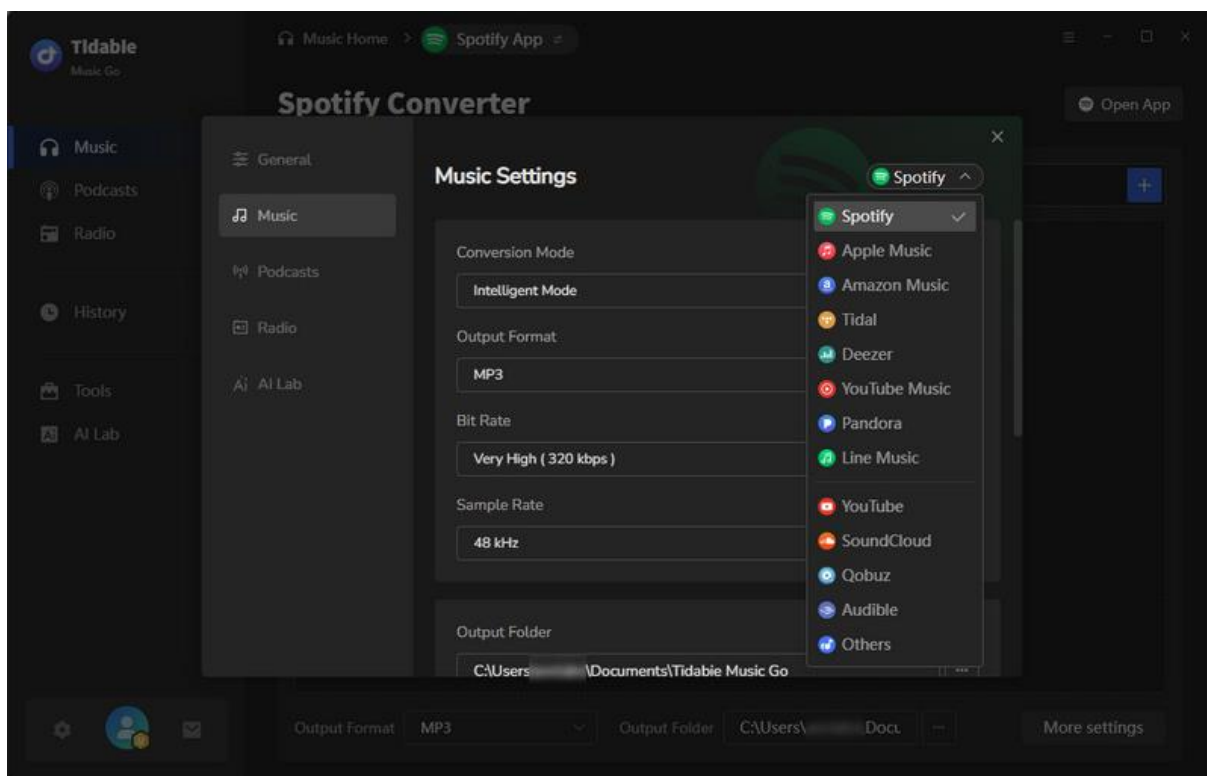 Tidable
Music Go
Music Home > Spotify App
Spotify Converter
Open App
Music
Podcasts
Radio
History
Tools
AI Lab
General
Music
Podcasts
Radio
AI Lab
Music Settings
Spotify
Spotify
Apple Music
Amazon Music
Tidal
Deezer
YouTube Music
Pandora
Line Music
YouTube
SoundCloud
Qobuz
Audible
Others
Conversion Mode
Intelligent Mode
Output Format
MP3
Bit Rate
Very High ( 320 kbps )
Sample Rate
48 kHz
Output Folder
C:\Users \Documents\Tidabie Music Go
...
Output Format MP3 Output Folder C:\Users\ Docu ... More settings